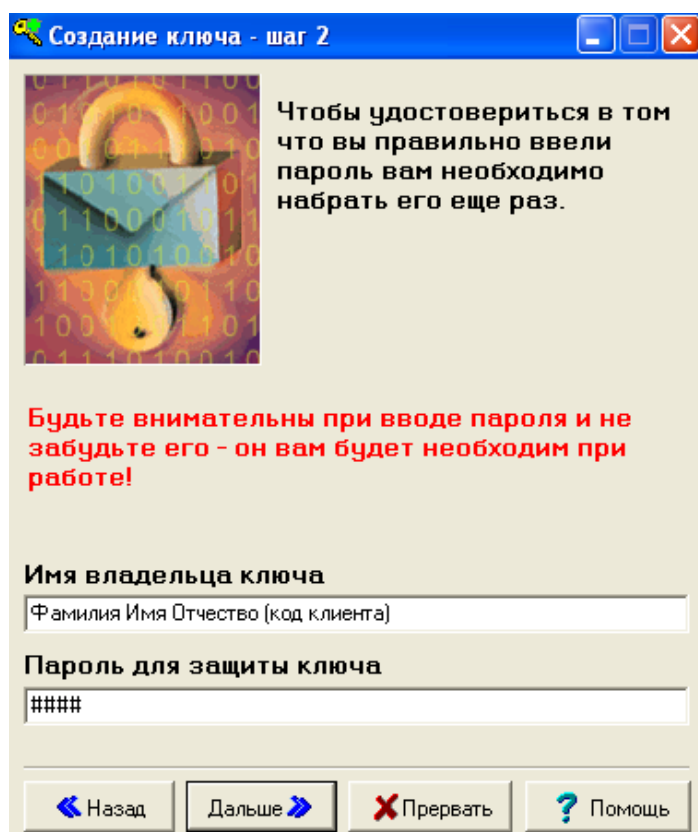 Создание ключа - шаг 2
Чтобы удостовериться в том
что вы правильно ввели
пароль вам необходимо
набрать его еще раз.
Будьте внимательны при вводе пароля и не
забудьте его - он вам будет необходим при
работе!
Имя владельца ключа
Фамилия Имя Отчество (код клиента)
Пароль для защиты ключа
####
Назад
Дальше
Прервать
? Помощь